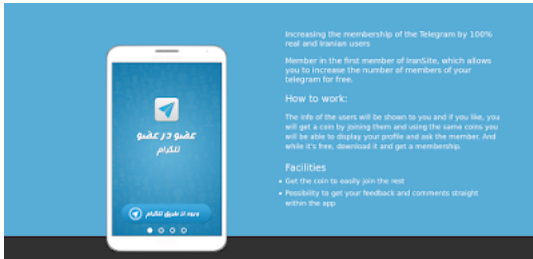 Increasing the membership of the Telegram by 100%
real and Iranian users
Member in the first member of IranSite, which allows
you to increase the number of members of your
telegram for free.
How to work:
The info of the users will be shown to you and if you like, you
will get a coin by joining them and using the same coins you
will be able to display your profile and ask the member. And
while it's free, download it and get a membership.
Facilities
Get the coin to easily join the rest
Possibility to get your feedback and comments straight
within the app
عضو در عضو
تلگرام
ورود از طریق تلگرام